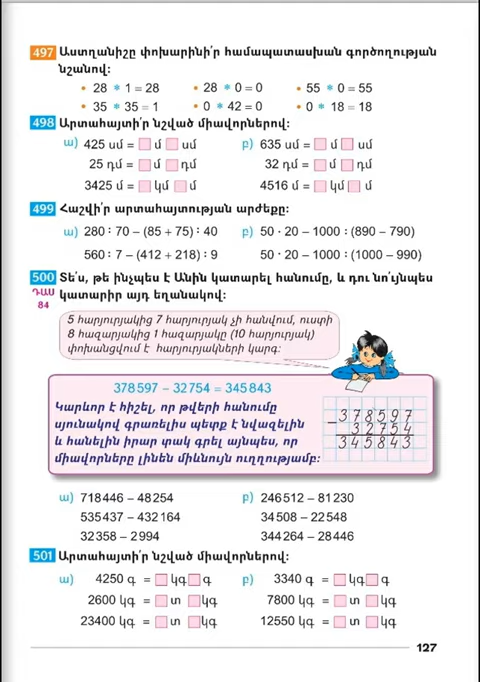 497 Աստղանիշը փոխարինի՛ր համապատասխան գործողության
նշանով:
• 28 * 1 = 28 • 28 * 0 = 0 • 55 * 0 = 55
• 35 * 35 = 1 • 0 * 42 = 0 • 0 * 18 = 18
498 Արտահայտի՛ր նշված միավորներով:
ա) 425 սմ = մ սմ բ) 635 սմ = մ սմ
25 դմ = մ դմ 32 դմ = մ դմ
3425 մ = կմ մ 4516 մ = կմ մ
499 Հաշվի՛ր արտահայտության արժեքը:
ա) 280 : 70 – (85 + 75) : 40 բ) 50 · 20 – 1000 : (890 – 790)
560 : 7 – (412 + 218) : 9 50 · 20 – 1000 : (1000 – 990)
500 Տե՛ս, թե ինչպես է Անին կատարել հանումը, և դու նո՛ւյնպես
ԴԱՍ 84 կատարիր այդ եղանակով:
5 հարյուրյակից 7 հարյուրյակ չի հանվում, ուստի
8 հազարյակից 1 հազարյակը (10 հարյուրյակ)
փոխանցվում է հարյուրյակների կարգ:
378 597 – 32 754 = 345 843
Կարևոր է հիշել, որ թվերի հանումը
սյունակով գրառելիս պետք է նվազելին
և հանելին իրար տակ գրել այնպես, որ
միավորները լինեն միևնույն ուղղությամբ:
– 378597
32754
345843
ա) 718 446 – 48 254 բ) 246 512 – 81 230
535 437 – 432 164 34 508 – 22 548
32 358 – 2 994 344 264 – 28 446
501 Արտահայտի՛ր նշված միավորներով:
ա) 4250 գ = կգ գ բ) 3340 գ = կգ գ
2600 կգ = տ կգ 7800 կգ = տ կգ
23400 կգ = տ կգ 12550 կգ = տ կգ
127